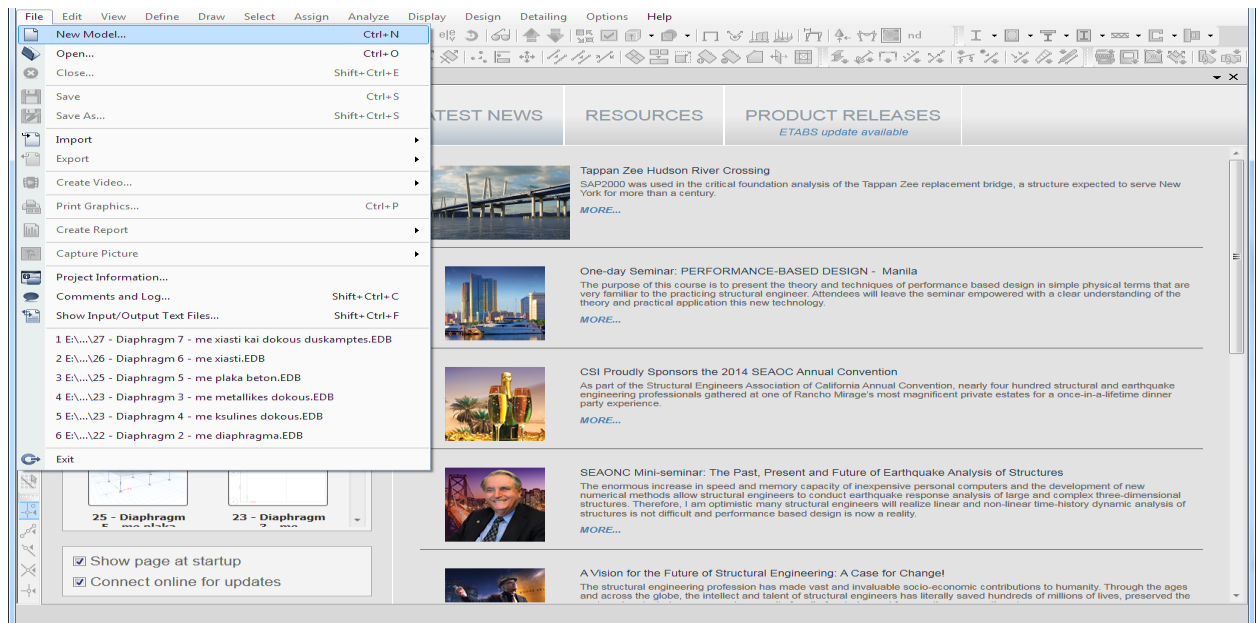 File Edit View Define Draw Select Assign Analyze Display Design Detailing Options Help
New Model... Ctrl+N
Open... Ctrl+O
Close... Shift+Ctrl+E
Save Ctrl+S
Save As... Shift+Ctrl+S
Import
Export
Create Video...
Print Graphics... Ctrl+P
Create Report
Capture Picture
Project Information...
Comments and Log... Shift+Ctrl+C
Show Input/Output Text Files... Shift+Ctrl+F
1 E:\...\27 - Diaphragm 7 - me xiasti kai dokous duskamptes.EDB
2 E:\...\26 - Diaphragm 6 - me xiasti.EDB
3 E:\...\25 - Diaphragm 5 - me plaka beton.EDB
4 E:\...\23 - Diaphragm 3 - me metallikes dokous.EDB
5 E:\...\23 - Diaphragm 4 - me ksulines dokous.EDB
6 E:\...\22 - Diaphragm 2 - me diaphragma.EDB
Exit
25 - Diaphragm
23 - Diaphragm
Show page at startup
Connect online for updates
nd
TEST NEWS
RESOURCES
PRODUCT RELEASES
ETABS update available
Tappan Zee Hudson River Crossing
SAP2000 was used in the critical foundation analysis of the Tappan Zee replacement bridge, a structure expected to serve New
York for more than a century.
MORE...
One-day Seminar: PERFORMANCE-BASED DESIGN - Manila
The purpose of this course is to present the theory and techniques of performance based design in simple physical terms that are
very familiar to the practicing structural engineer. Attendees will leave the seminar empowered with a clear understanding of the
theory and practical application this new technology.
MORE...
CSI Proudly Sponsors the 2014 SEAOC Annual Convention
As part of the Structural Engineers Association of California Annual Convention, nearly four hundred structural and earthquake
engineering professionals gathered at one of Rancho Mirage's most magnificent private estates for a once-in-a-lifetime dinner
party experience.
MORE...
SEAONC Mini-seminar: The Past, Present and Future of Earthquake Analysis of Structures
The enormous increase in speed and memory capacity of inexpensive personal computers and the development of new
numerical methods allow structural engineers to conduct earthquake response analysis of large and complex three-dimensional
structures. Therefore, I am optimistic many structural engineers will realize linear and non-linear time-history dynamic analysis of
structures is not difficult and performance based design is now a reality.
MORE...
A Vision for the Future of Structural Engineering: A Case for Change!
The structural engineering profession has made vast and invaluable socio-economic contributions to humanity. Through the ages
and across the globe, the intellect and talent of structural engineers has literally saved hundreds of millions of lives, preserved the